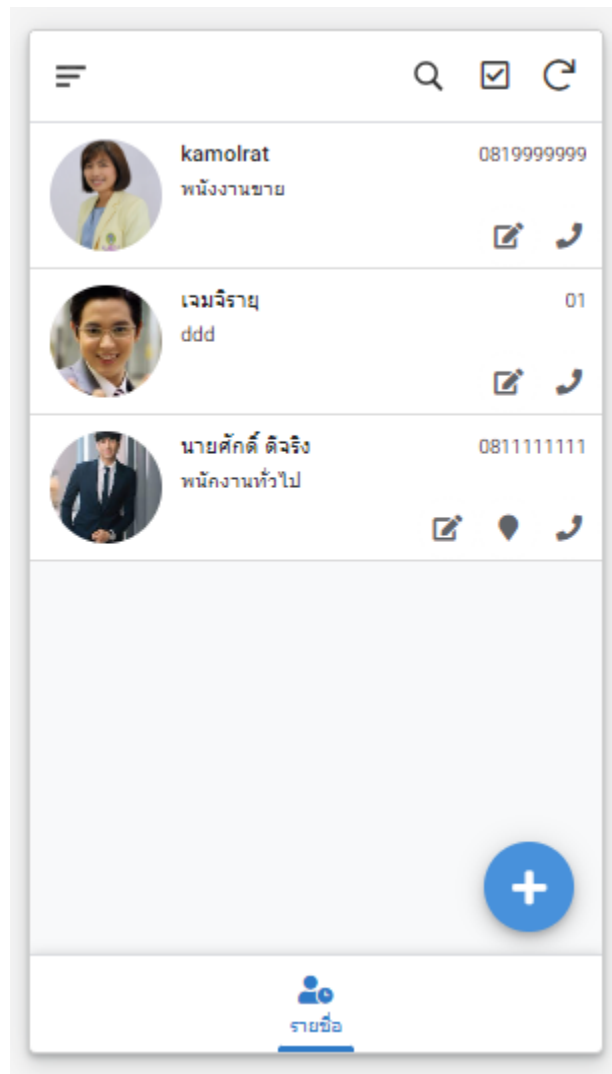 kamolrat
0819999999
พนังงานขาย
เจมจิรายุ
01
ddd
นายศักดิ์ ดีจริง
0811111111
พนักงานทั่วไป
รายชื่อ